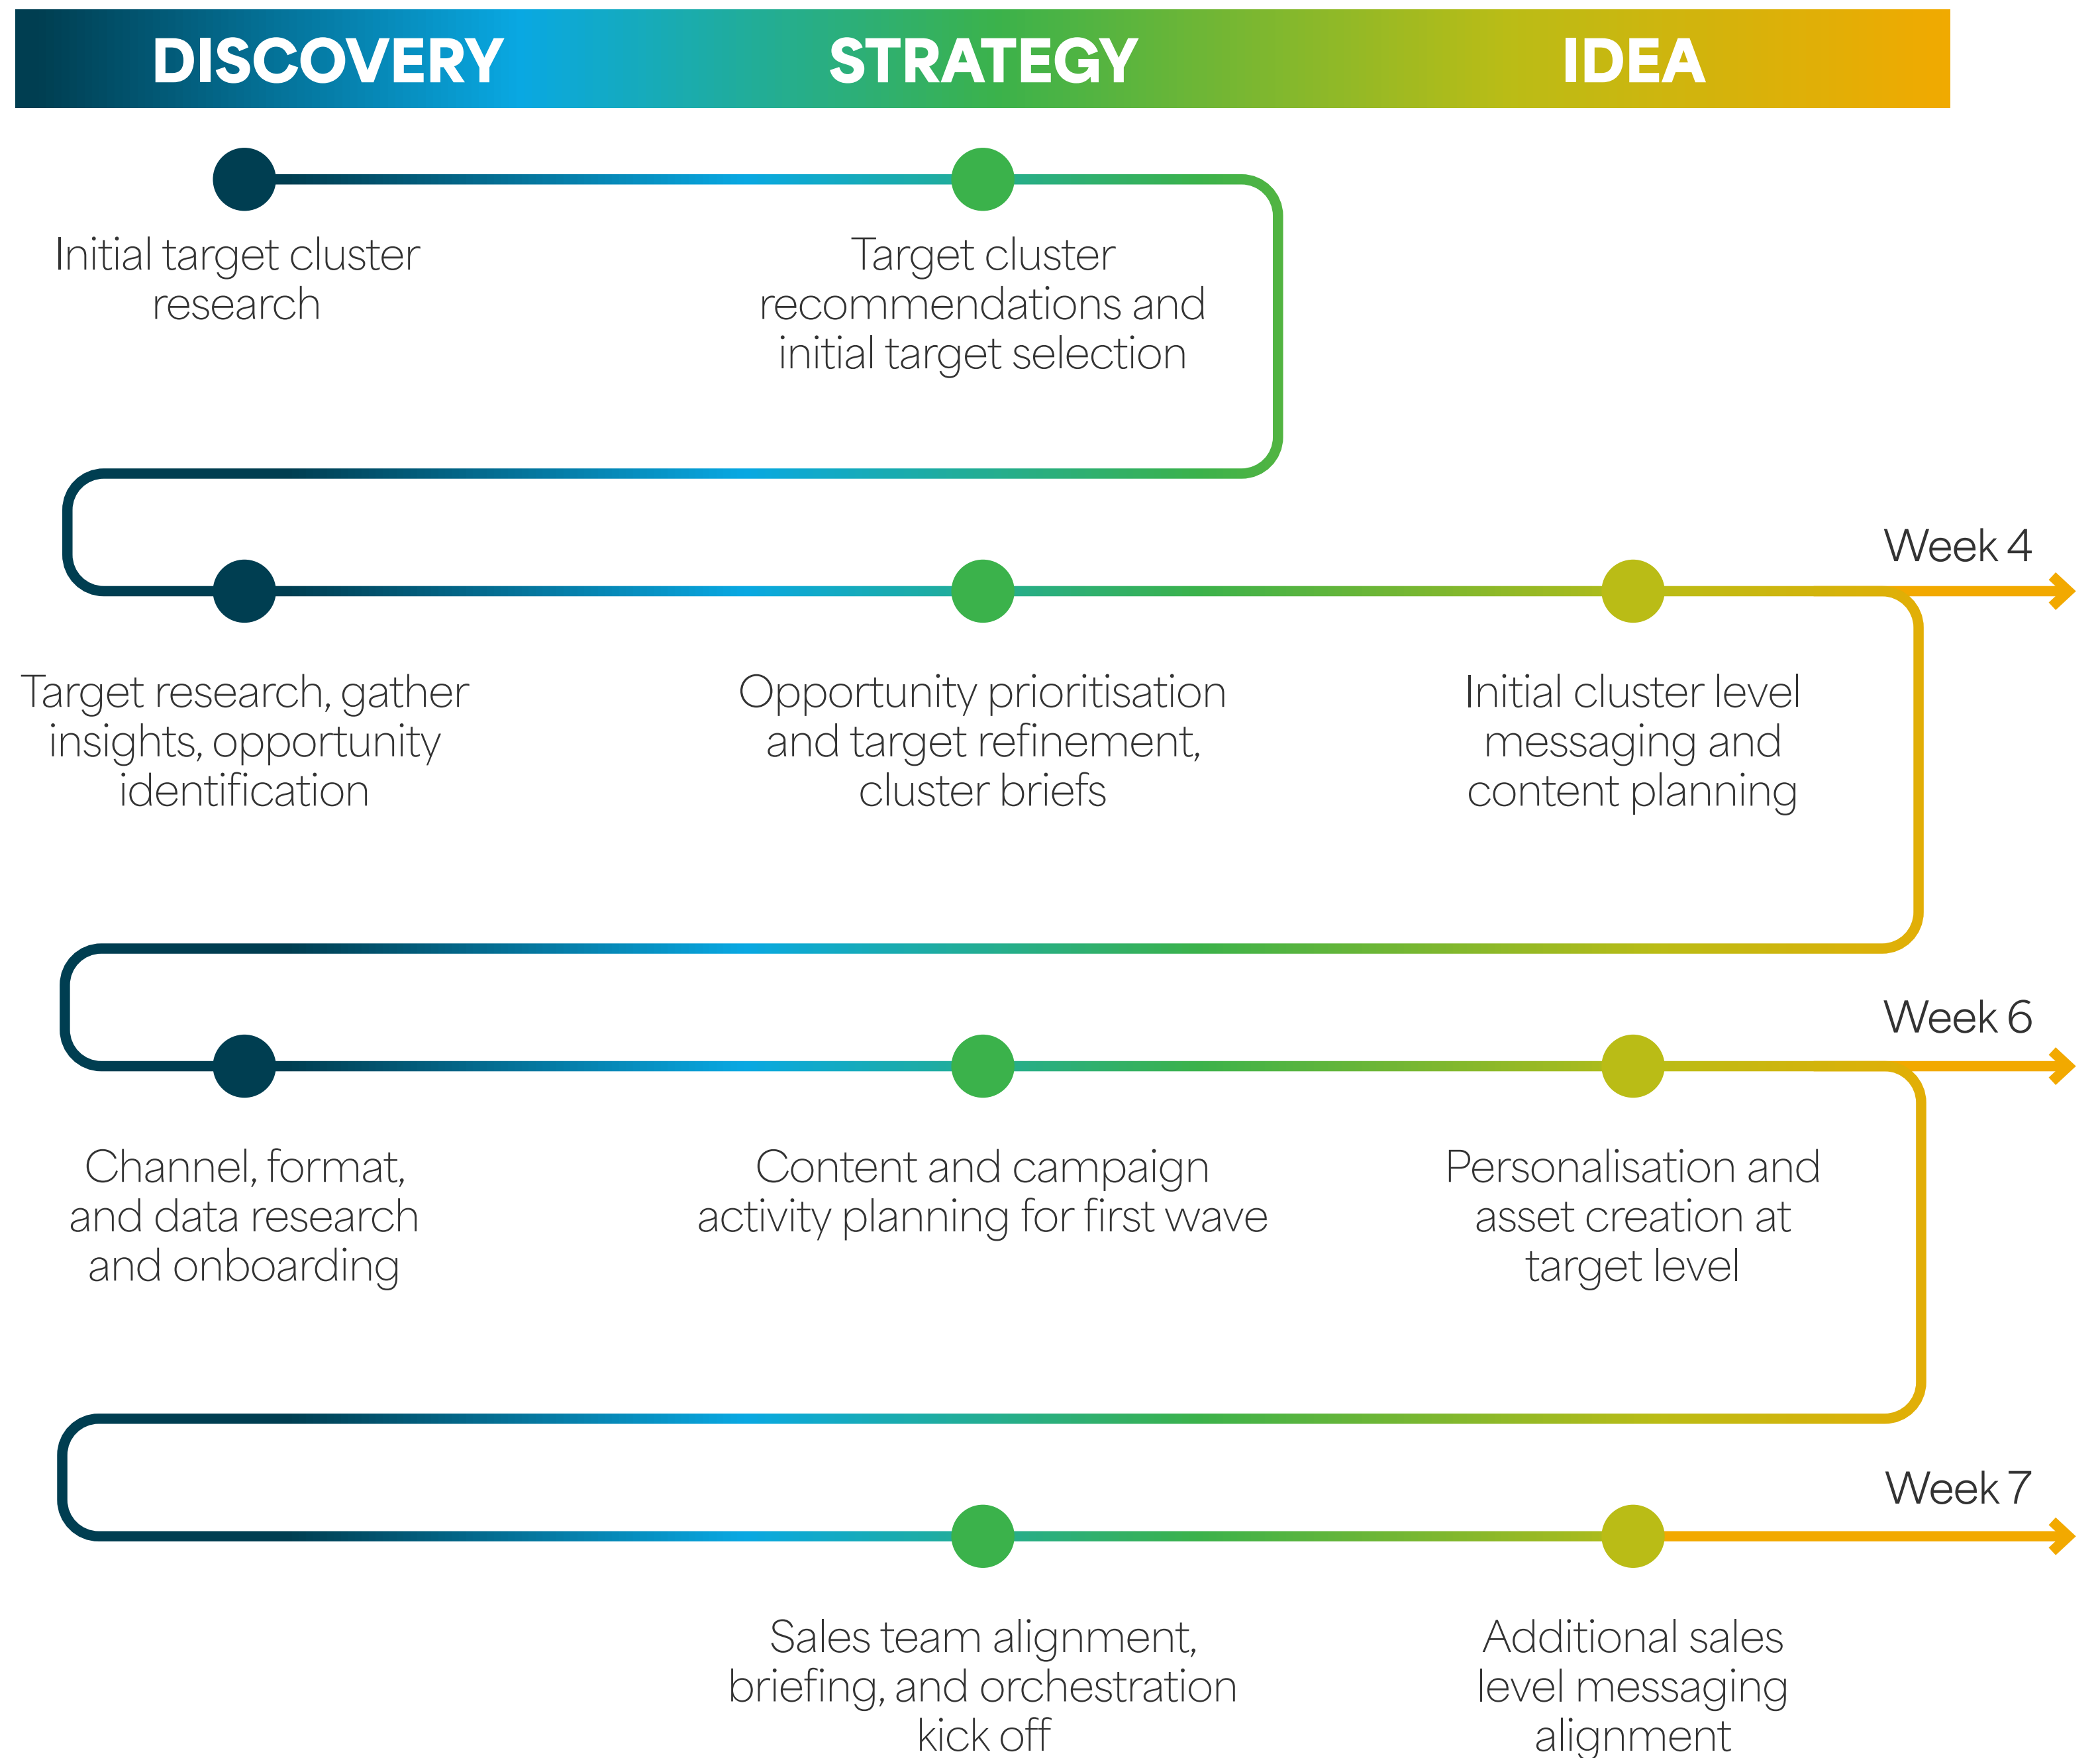 DISCOVERY STRATEGY IDEA
Initial target cluster
research
Target cluster
recommendations and
initial target selection
Week 4
Target research, gather
insights, opportunity
identification
Opportunity prioritisation
and target refinement,
cluster briefs
Initial cluster level
messaging and
content planning
Week 6
Channel, format,
and data research
and onboarding
Content and campaign
activity planning for first wave
Personalisation and
asset creation at
target level
Week 7
Sales team alignment,
briefing, and orchestration
kick off
Additional sales
level messaging
alignment